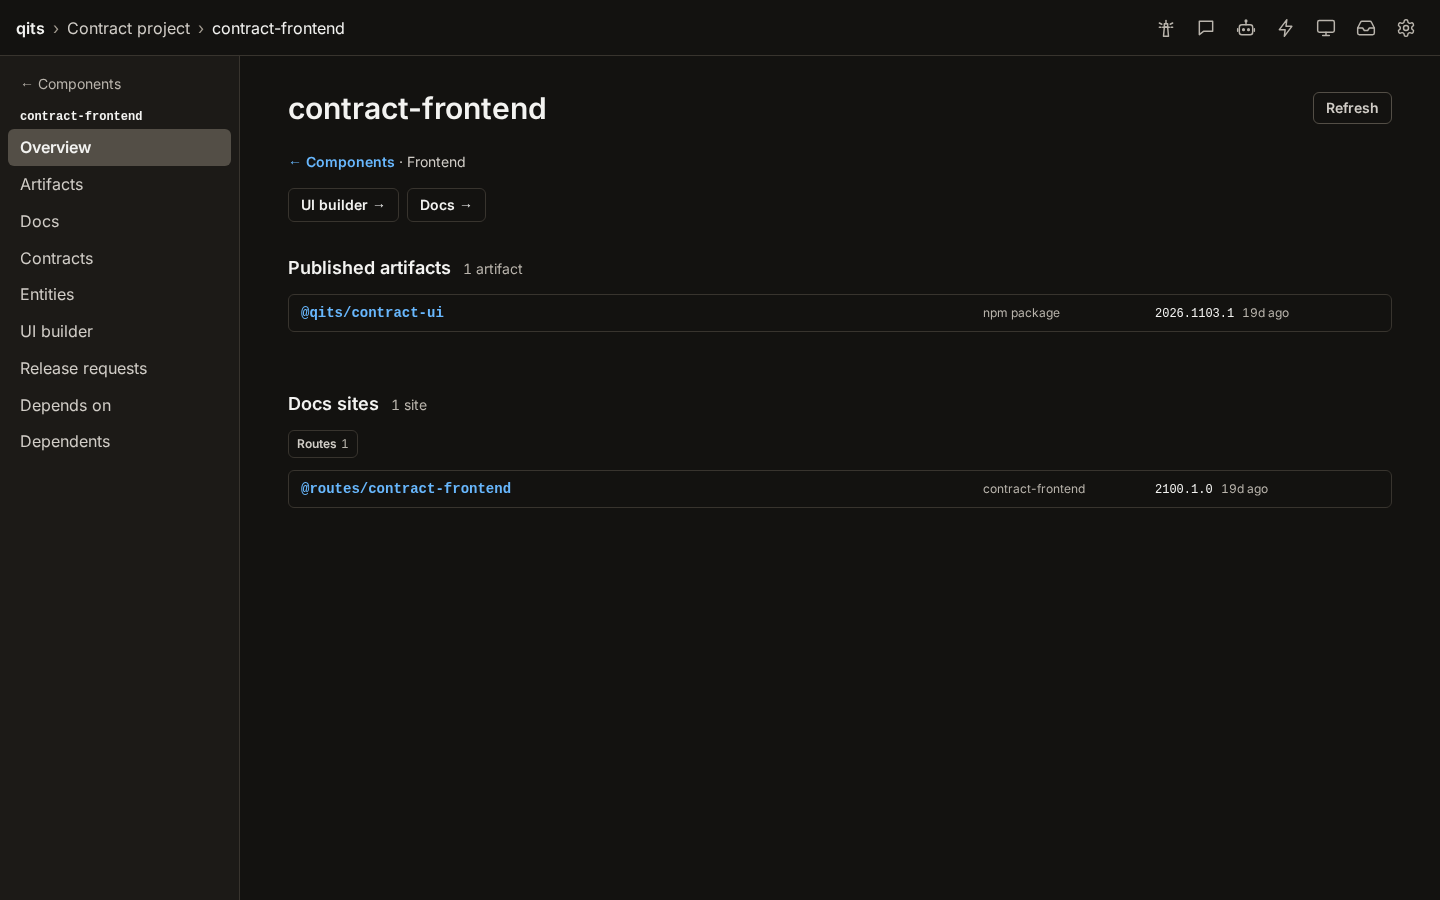 qits › Contract project › contract-frontend
← Components
contract-frontend
Overview
Artifacts
Docs
Contracts
Entities
UI builder
Release requests
Depends on
Dependents
contract-frontend
Refresh
← Components · Frontend
UI builder →
Docs →
Published artifacts 1 artifact
@qits/contract-ui npm package 2026.1103.1 19d ago
Docs sites 1 site
Routes 1
@routes/contract-frontend contract-frontend 2100.1.0 19d ago